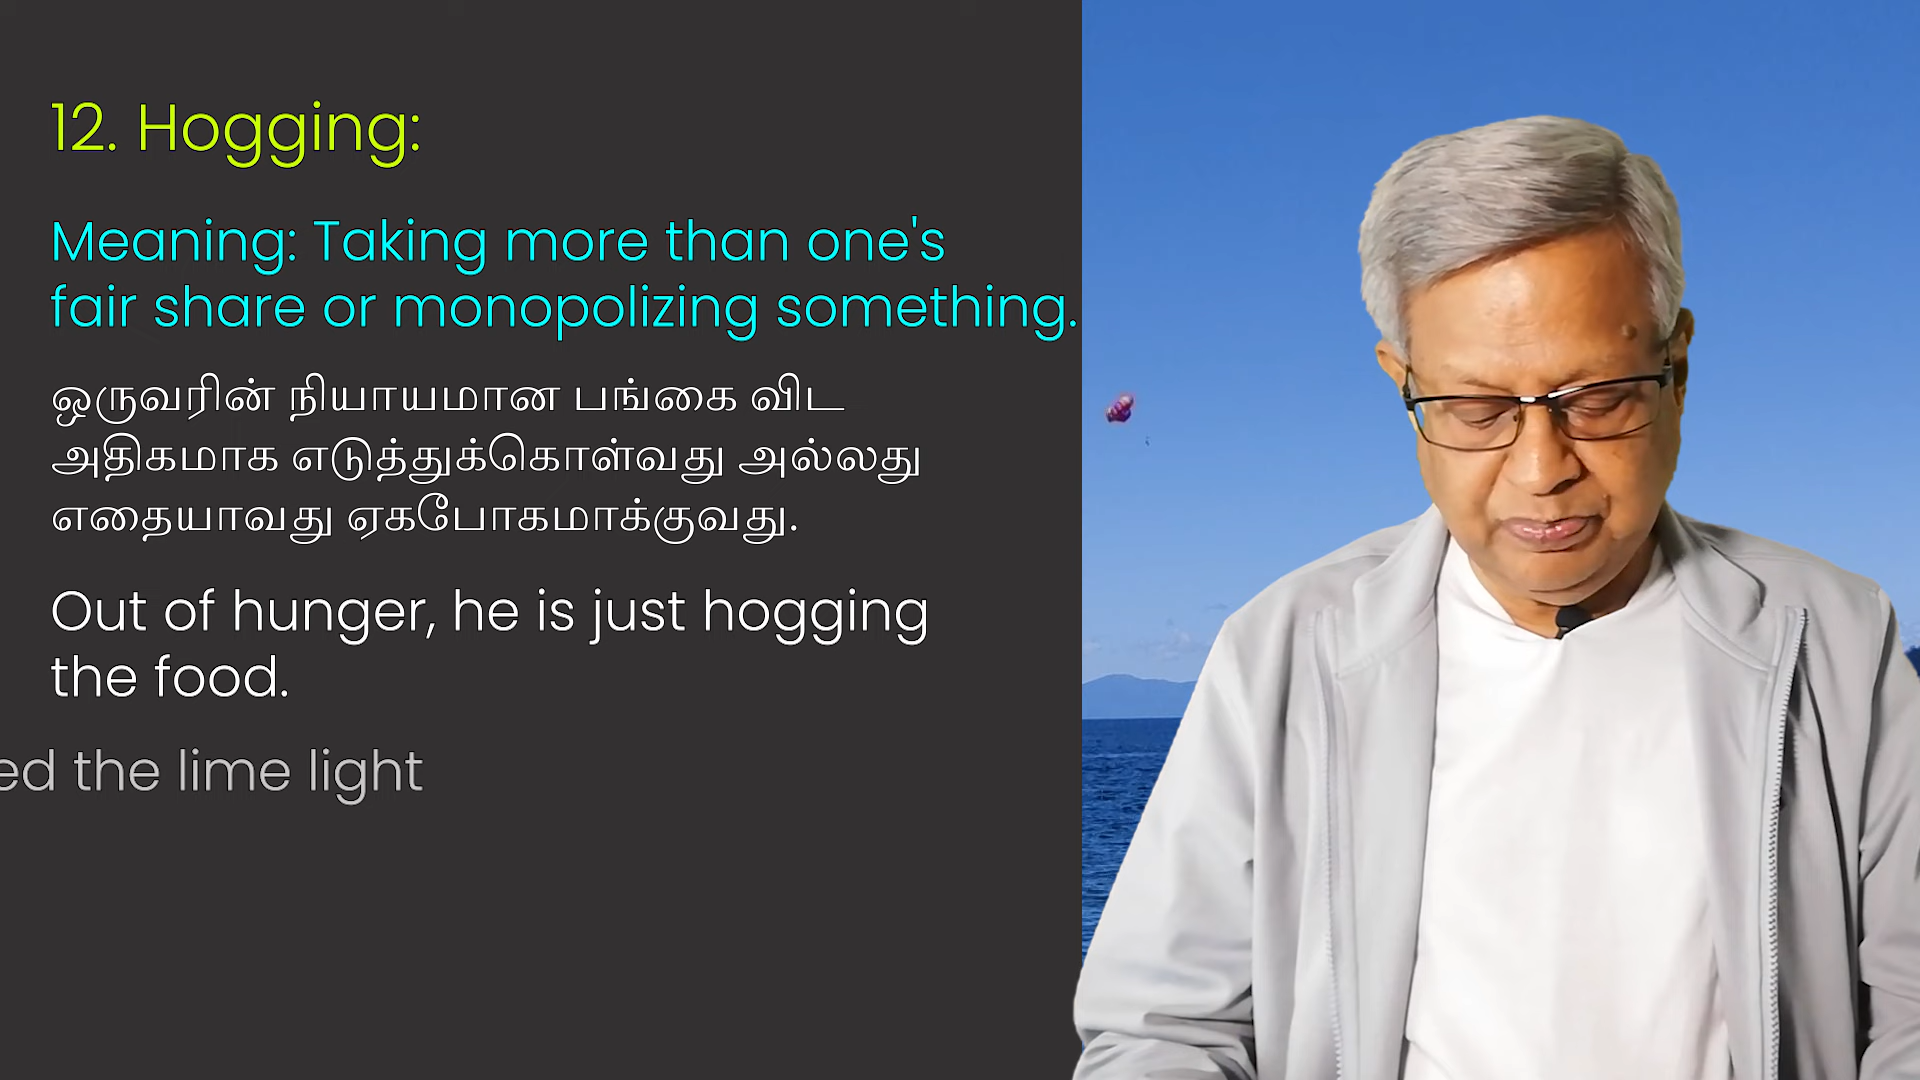 12. Hogging:
Meaning: Taking more than one's
fair share or monopolizing something.
ஒருவரின் நியாயமான பங்கை விட
அதிகமாக எடுத்துக்கொள்வது அல்லது
எதையாவது ஏகபோகமாக்குவது.
Out of hunger, he is just hogging
the food.
ed the lime light